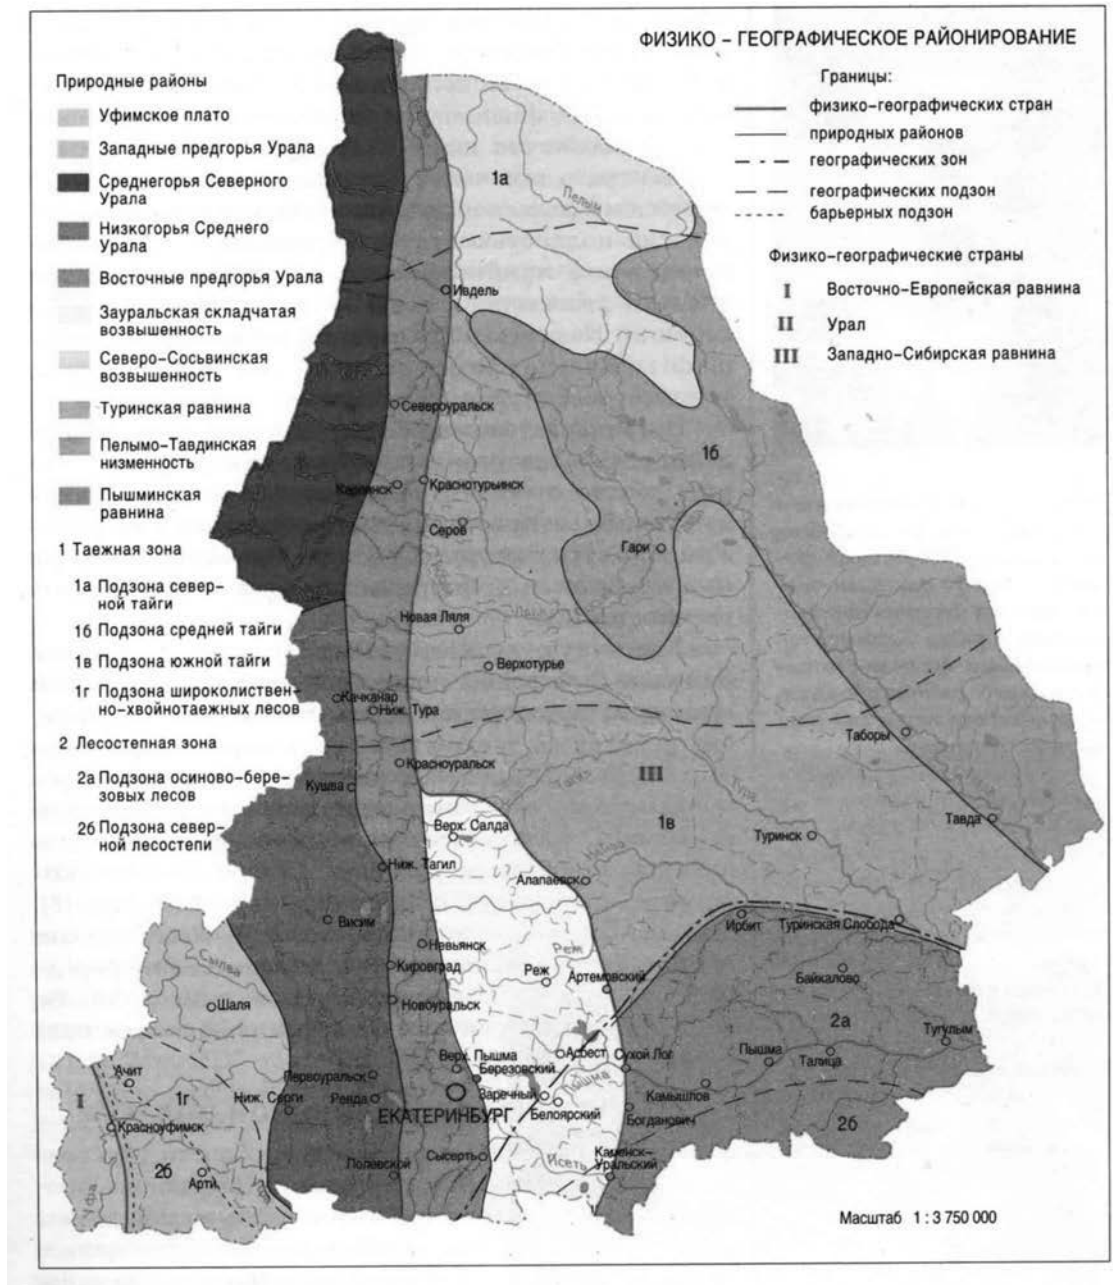 ФИЗИКО – ГЕОГРАФИЧЕСКОЕ РАЙОНИРОВАНИЕ
Природные районы
Уфимское плато
Западные предгорья Урала
Среднегорья Северного
Урала
Низкогорья Среднего
Урала
Восточные предгорья Урала
Зауральская складчатая
возвышенность
Северо-Сосьвинская
возвышенность
Туринская равнина
Пелымо-Тавдинская
низменность
Пышминская
равнина
1 Таежная зона
1а Подзона север-
ной тайги
1б Подзона средней тайги
1в Подзона южной тайги
1г Подзона широколиствен-
но-хвойнотаежных лесов
2 Лесостепная зона
2а Подзона осиново-бере-
зовых лесов
2б Подзона север-
ной лесостепи
Границы:
физико-географических стран
природных районов
географических зон
географических подзон
барьерных подзон
Физико-географические страны
I Восточно-Европейская равнина
II Урал
III Западно-Сибирская равнина
1а
Пелым
Ивдель
Североуральск
1б
Карпинск
Краснотурьинск
Серов
Гари
Новая Ляля
Верхотурье
Качканар
Ниж. Тура
Таборы
Красноуральск
III
Кушва
Тагил
Тура
Тавда
1в
Верх. Салда
Туринск
Ниж. Тагил
Алапаевск
Висим
Ирбит
Туринская Слобода
Невьянск
Реж
Сылва
Кировград
Реж
Артемовский
Байкалово
Шаля
Новоуральск
2а
Тугулым
Верх. Пышма
Асбест
Сухой Лог
Пышма
Талица
Березовский
Ачит
Первоуральск
Пышма
I
1г
Ниж. Серги
Ревда
Заречный
Камышлов
ЕКАТЕРИНБУРГ
Белоярский
Богданович
2б
Красноуфимск
2б
Арти
Уфа
Полевской
Сысерть
Исеть
Каменск-
Уральский
Масштаб 1 : 3 750 000